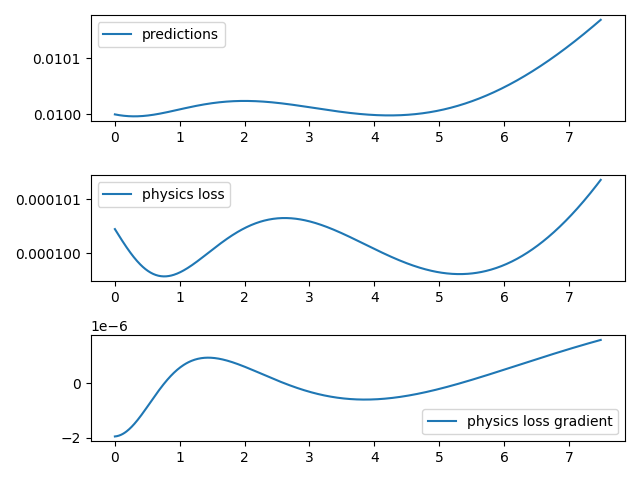 predictions
0.0101
0.0100
0 1 2 3 4 5 6 7
physics loss
0.000101
0.000100
0 1 2 3 4 5 6 7
1e−6
0
−2
physics loss gradient
0 1 2 3 4 5 6 7